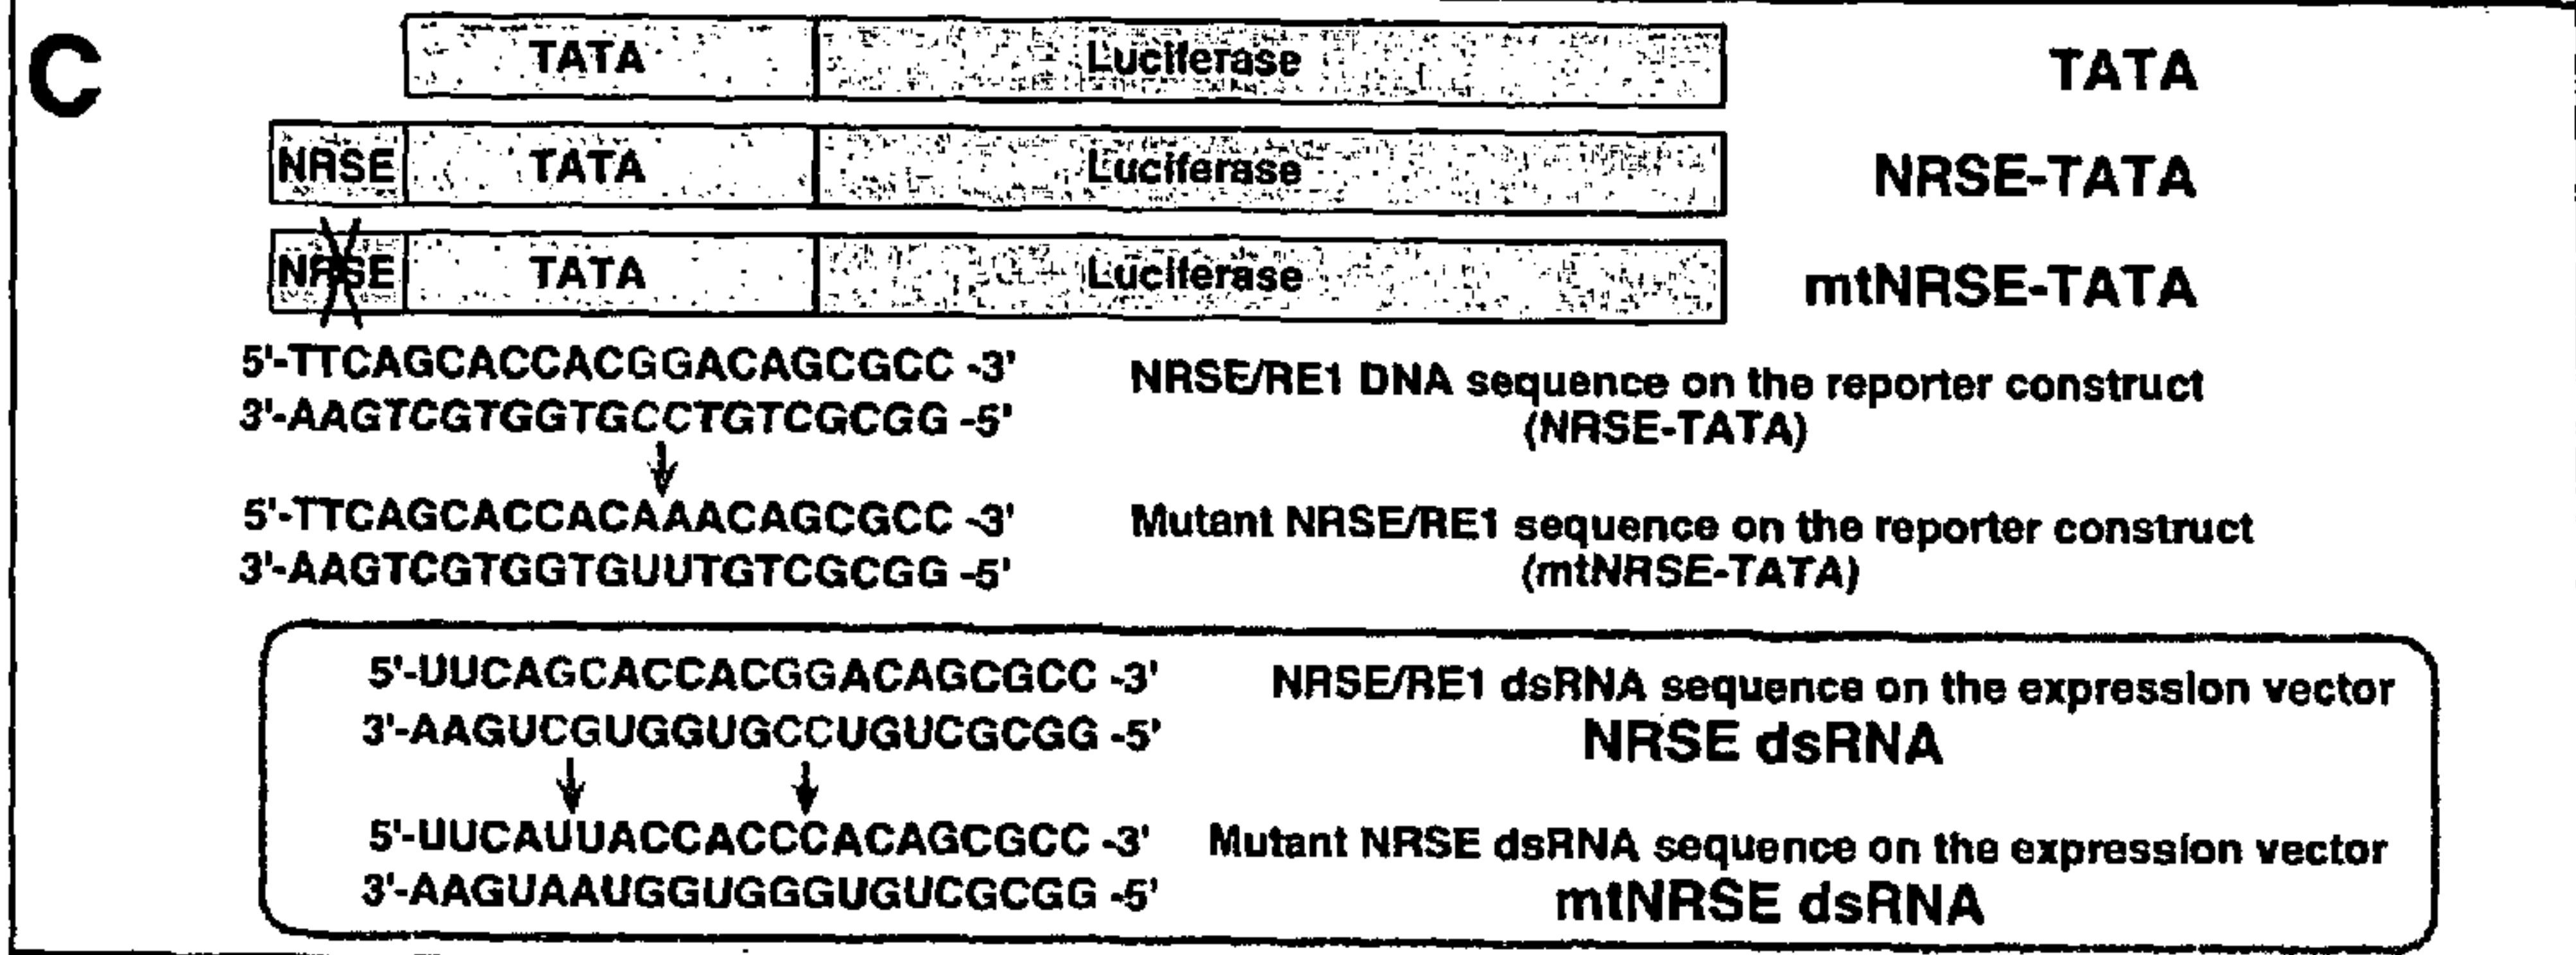 C
TATA Luciferase TATA
NRSE TATA Luciferase NRSE-TATA
NRSE TATA Luciferase mtNRSE-TATA
5'-TTCAGCACCACGGACAGCGCC -3' NRSE/RE1 DNA sequence on the reporter construct
3'-AAGTCGTGGTGCCTGTCGCGG -5' (NRSE-TATA)
5'-TTCAGCACCACAAACAGCGCC -3' Mutant NRSE/RE1 sequence on the reporter construct
3'-AAGTCGTGGTGUUTGTCGCGG -5' (mtNRSE-TATA)
5'-UUCAGCACCACGGACAGCGCC -3' NRSE/RE1 dsRNA sequence on the expression vector
3'-AAGUCGUGGUGCCUGUCGCGG -5' NRSE dsRNA
5'-UUCAUUACCACCCACAGCGCC -3' Mutant NRSE dsRNA sequence on the expression vector
3'-AAGUAAUGGUGGGUGUCGCGG -5' mtNRSE dsRNA